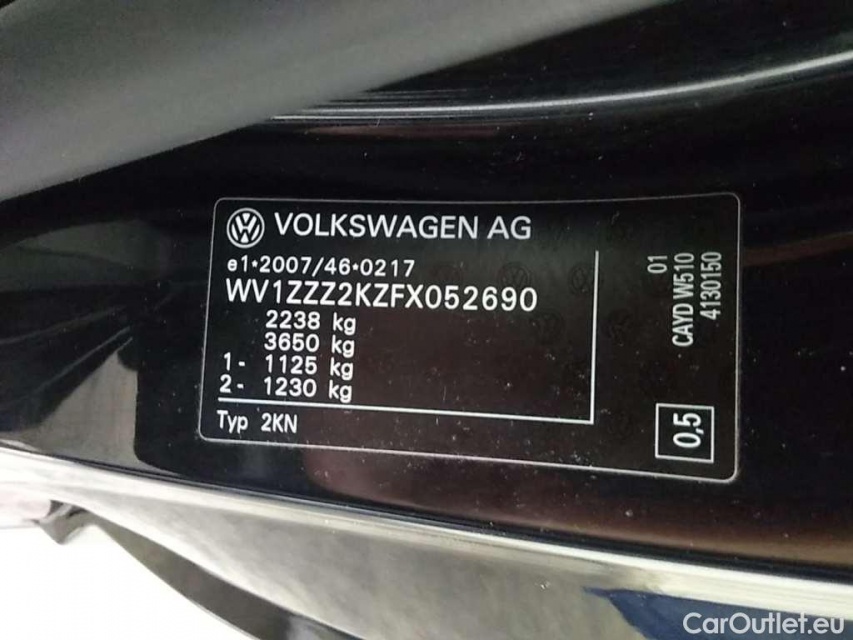 VOLKSWAGEN AG
e1*2007/46*0217
WV1ZZZ2KZFX052690
2238 kg
3650 kg
1- 1125 kg
2- 1230 kg
Typ 2KN
01
CAYD W510
4130150
0,5
CarOutlet.eu